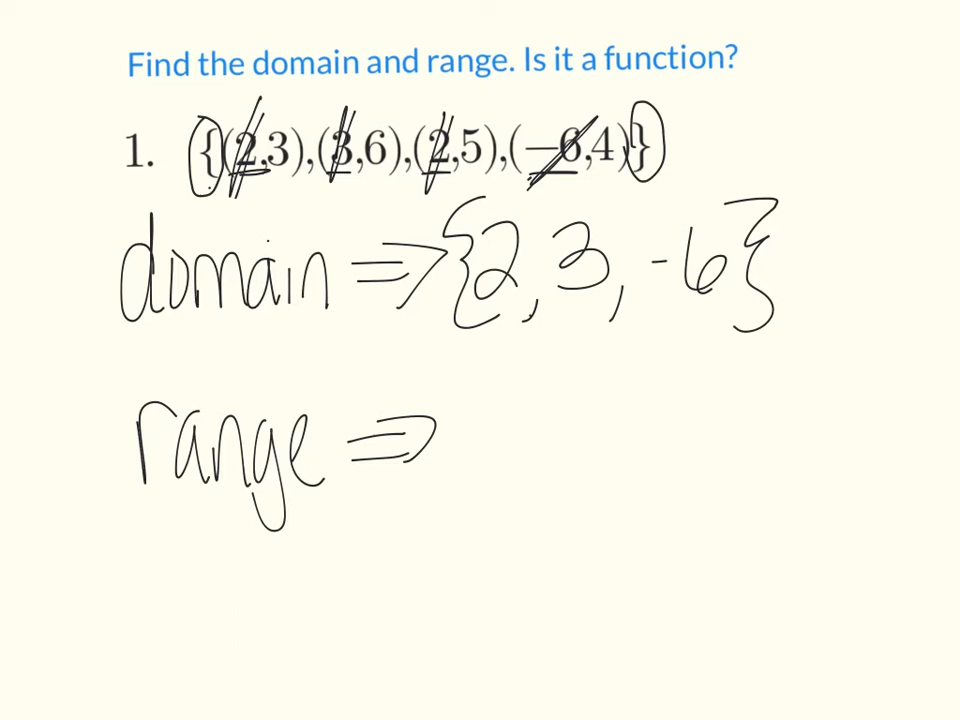 Find the domain and range. Is it a function?
1. {(2,3),(3,6),(2,5),(−6,4)}
domain ⇒ {2, 3, -6}
range ⇒